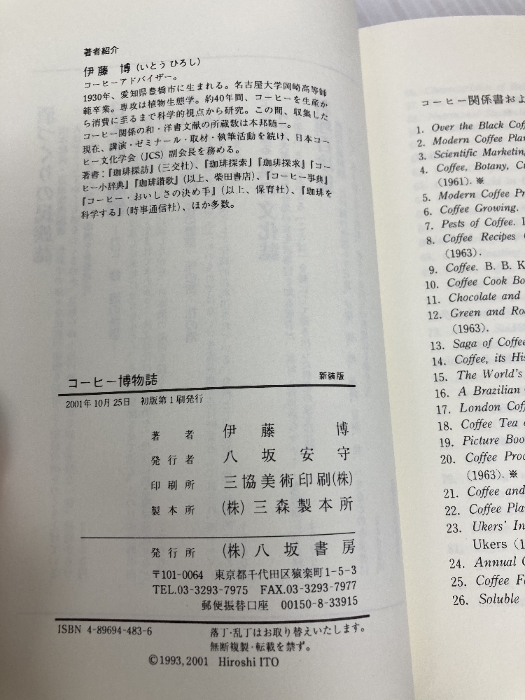 著者紹介
伊藤 博（いとう ひろし）
コーヒーアドバイザー。
1930年、愛知県豊橋市に生まれる。名古屋大学岡崎高等師
範卒業。専攻は植物生態学。約40年間、コーヒーを生産か
ら消費に至るまで科学的視点から研究。この間、収集した
コーヒー関係の和・洋書文献の所蔵数は本邦随一。
現在、講演・ゼミナール・取材・執筆活動を続け、日本コー
ヒー文化学会（JCS）副会長を務める。
著書：『珈琲探訪』（三交社）、『珈琲探索』『珈琲探求』『コー
ヒー小辞典』『珈琲讃歌』（以上、柴田書店）、『コーヒー事典』
『コーヒー・おいしさの決め手』（以上、保育社）、『珈琲を
科学する』（時事通信社）、ほか多数。
コーヒー博物誌 新装版
2001年10月25日 初版第1刷発行
著者 伊藤 博
発行者 八坂安守
印刷所 三協美術印刷(株)
製本所 (株)三森製本所
発行所 (株)八坂書房
〒101-0064 東京都千代田区猿楽町1-5-3
TEL.03-3293-7975 FAX.03-3293-7977
郵便振替口座 00150-8-33915
ISBN 4-89694-483-6 落丁・乱丁はお取り替えいたします。
無断複製・転載を禁ず。
© 1993, 2001 Hiroshi ITO
コーヒー関係書およ
1. Over the Black Coff
2. Modern Coffee Pla
3. Scientific Marketing,
4. Coffee, Botany, C
(1961). ※
5. Modern Coffee Pr
6. Coffee Growing,
7. Pests of Coffee.
8. Coffee Recipes
(1963).
9. Coffee. B. B. K
10. Coffee Cook Bo
11. Chocolate and
12. Green and Ro
(1963).
13. Saga of Coffe
14. Coffee, its His
15. The World's
16. A Brazilian
17. London Coff
18. Coffee Tea
19. Picture Boo
20. Coffee Proc
(1963). ※
21. Coffee and
22. Coffee Pla
23. Ukers' In
Ukers (1
24. Annual C
25. Coffee F
26. Soluble